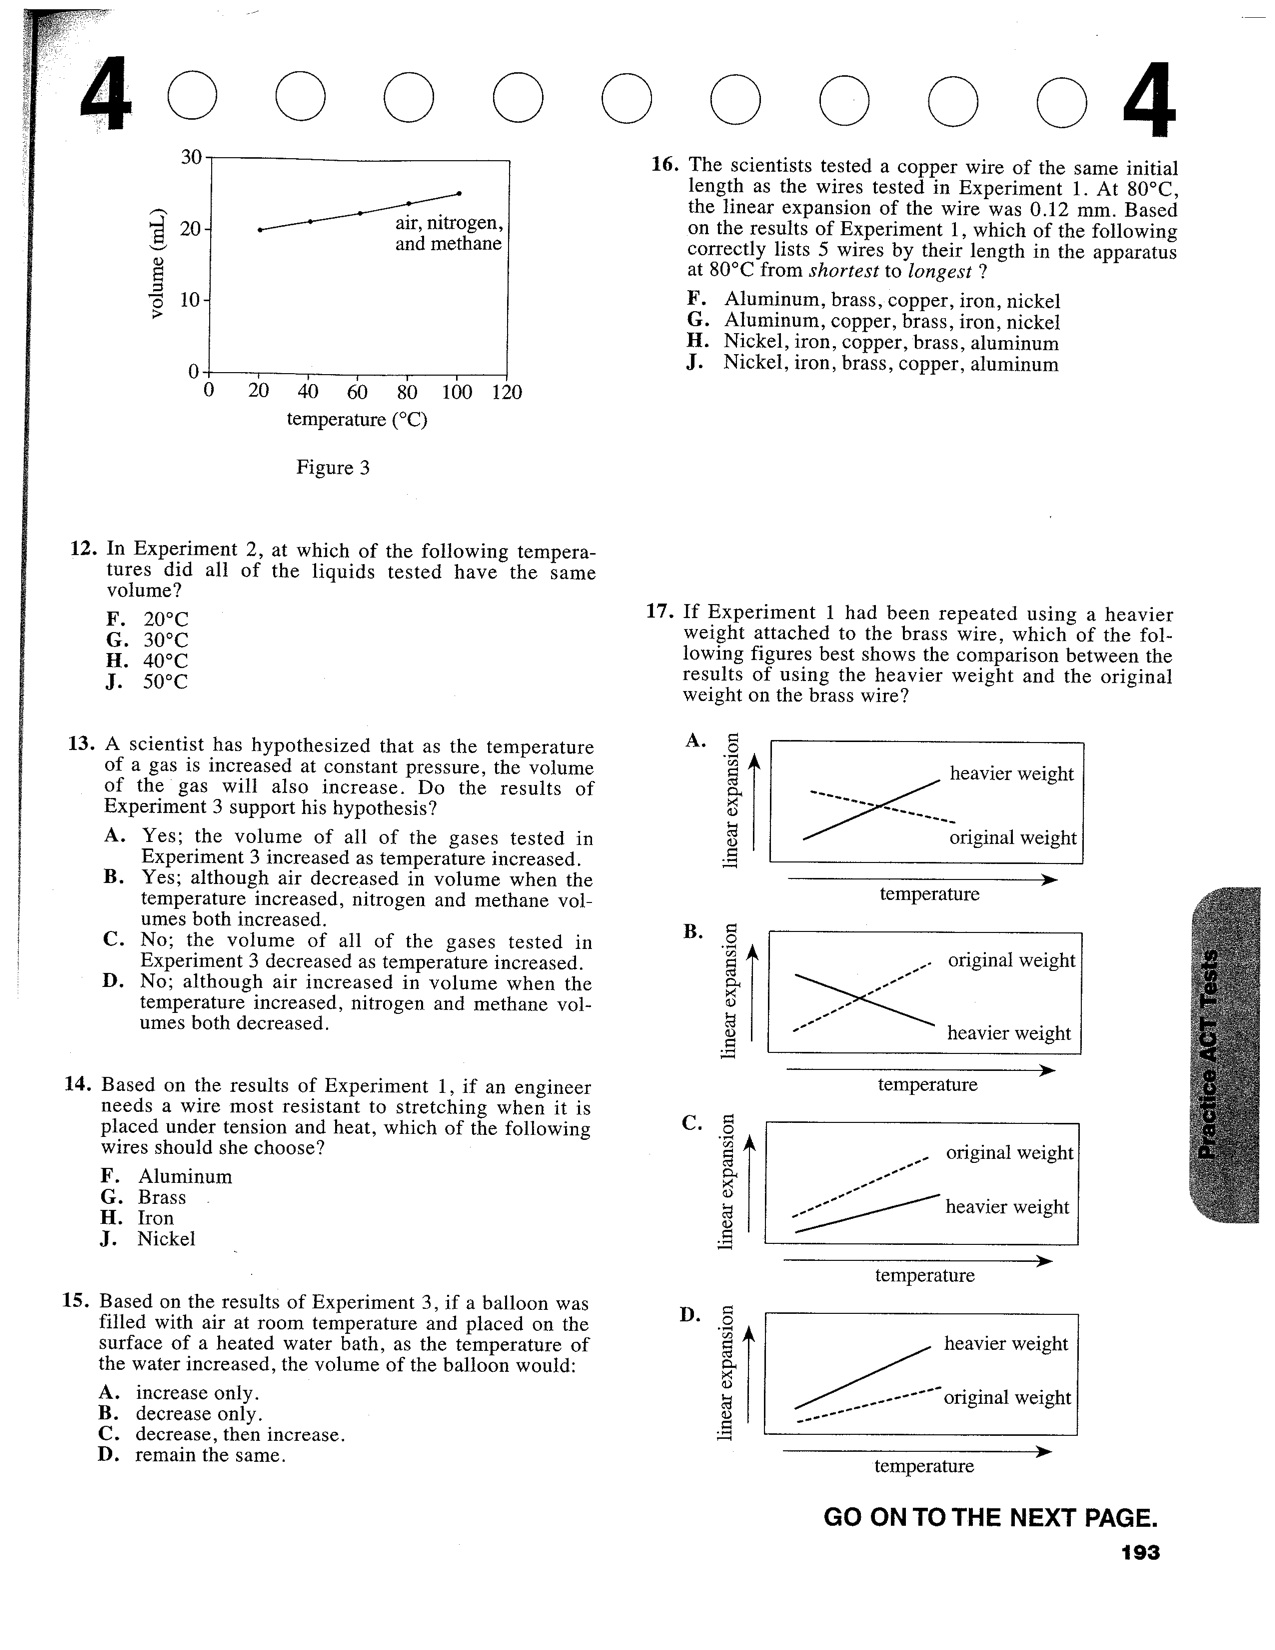 4
4
30
20
10
0
volume (mL)
air, nitrogen,
and methane
0 20 40 60 80 100 120
temperature (°C)
Figure 3
12. In Experiment 2, at which of the following tempera-
tures did all of the liquids tested have the same
volume?
F. 20°C
G. 30°C
H. 40°C
J. 50°C
13. A scientist has hypothesized that as the temperature
of a gas is increased at constant pressure, the volume
of the gas will also increase. Do the results of
Experiment 3 support his hypothesis?
A. Yes; the volume of all of the gases tested in
Experiment 3 increased as temperature increased.
B. Yes; although air decreased in volume when the
temperature increased, nitrogen and methane vol-
umes both increased.
C. No; the volume of all of the gases tested in
Experiment 3 decreased as temperature increased.
D. No; although air increased in volume when the
temperature increased, nitrogen and methane vol-
umes both decreased.
14. Based on the results of Experiment 1, if an engineer
needs a wire most resistant to stretching when it is
placed under tension and heat, which of the following
wires should she choose?
F. Aluminum
G. Brass
H. Iron
J. Nickel
15. Based on the results of Experiment 3, if a balloon was
filled with air at room temperature and placed on the
surface of a heated water bath, as the temperature of
the water increased, the volume of the balloon would:
A. increase only.
B. decrease only.
C. decrease, then increase.
D. remain the same.
16. The scientists tested a copper wire of the same initial
length as the wires tested in Experiment 1. At 80°C,
the linear expansion of the wire was 0.12 mm. Based
on the results of Experiment 1, which of the following
correctly lists 5 wires by their length in the apparatus
at 80°C from shortest to longest ?
F. Aluminum, brass, copper, iron, nickel
G. Aluminum, copper, brass, iron, nickel
H. Nickel, iron, copper, brass, aluminum
J. Nickel, iron, brass, copper, aluminum
17. If Experiment 1 had been repeated using a heavier
weight attached to the brass wire, which of the fol-
lowing figures best shows the comparison between the
results of using the heavier weight and the original
weight on the brass wire?
A.
linear expansion
heavier weight
original weight
temperature
B.
linear expansion
original weight
heavier weight
temperature
C.
linear expansion
original weight
heavier weight
temperature
D.
linear expansion
heavier weight
original weight
temperature
Practice ACT Tests
GO ON TO THE NEXT PAGE.
193